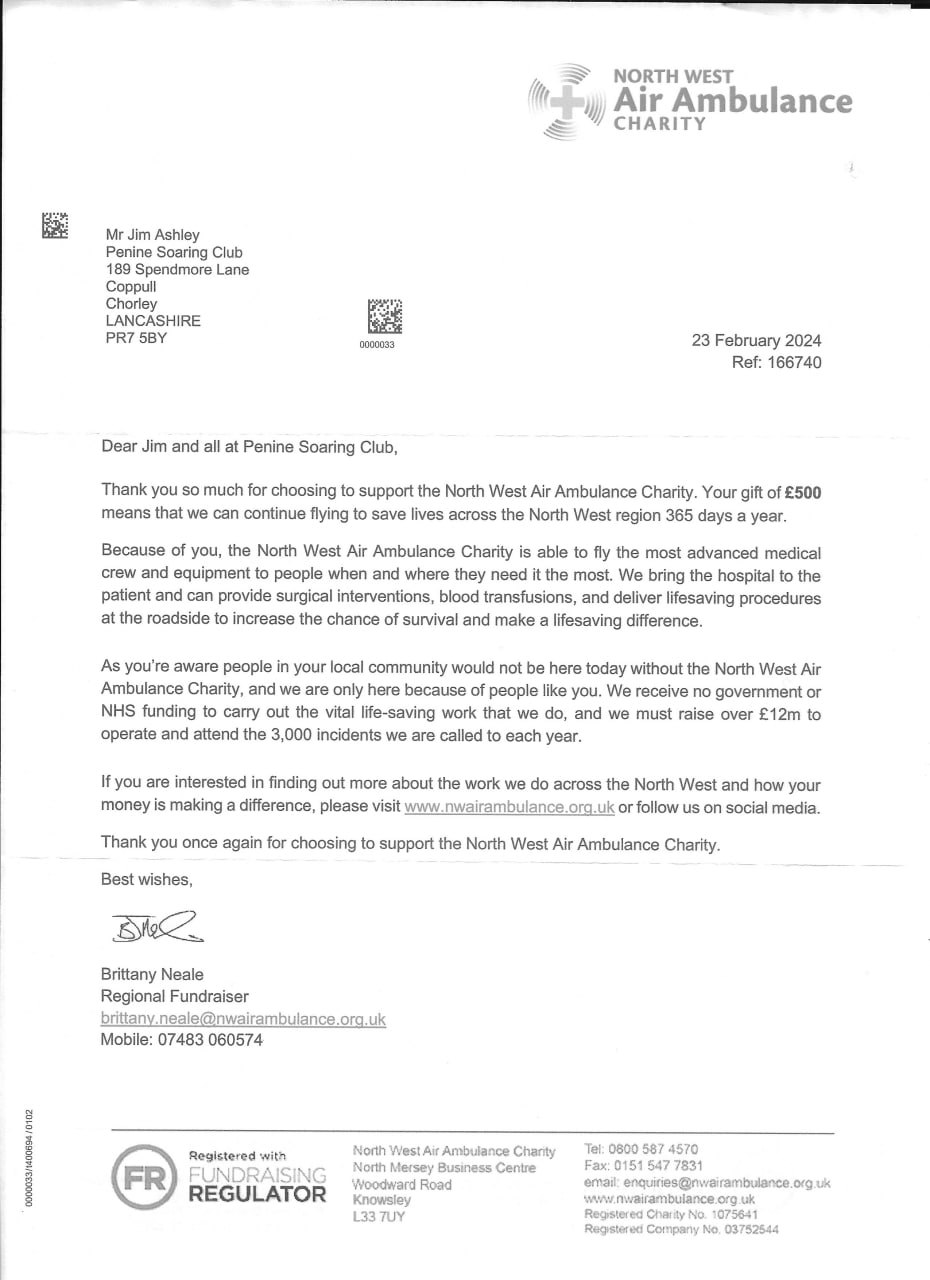 NORTH WEST
Air Ambulance
CHARITY
Mr Jim Ashley
Penine Soaring Club
189 Spendmore Lane
Coppull
Chorley
LANCASHIRE
PR7 5BY
0000033
23 February 2024
Ref: 166740
Dear Jim and all at Penine Soaring Club,
Thank you so much for choosing to support the North West Air Ambulance Charity. Your gift of £500
means that we can continue flying to save lives across the North West region 365 days a year.
Because of you, the North West Air Ambulance Charity is able to fly the most advanced medical
crew and equipment to people when and where they need it the most. We bring the hospital to the
patient and can provide surgical interventions, blood transfusions, and deliver lifesaving procedures
at the roadside to increase the chance of survival and make a lifesaving difference.
As you're aware people in your local community would not be here today without the North West Air
Ambulance Charity, and we are only here because of people like you. We receive no government or
NHS funding to carry out the vital life-saving work that we do, and we must raise over £12m to
operate and attend the 3,000 incidents we are called to each year.
If you are interested in finding out more about the work we do across the North West and how your
money is making a difference, please visit www.nwairambulance.org.uk or follow us on social media.
Thank you once again for choosing to support the North West Air Ambulance Charity.
Best wishes,
Brittany Neale
Regional Fundraiser
brittany.neale@nwairambulance.org.uk
Mobile: 07483 060574
0000033/t400694/0102
FR
Registered with
FUNDRAISING
REGULATOR
North West Air Ambulance Charity
North Mersey Business Centre
Woodward Road
Knowsley
L33 7UY
Tel: 0800 587 4570
Fax: 0151 547 7831
email: enquiries@nwairambulance.org.uk
www.nwairambulance.org.uk
Registered Charity No. 1075641
Registered Company No. 03752544